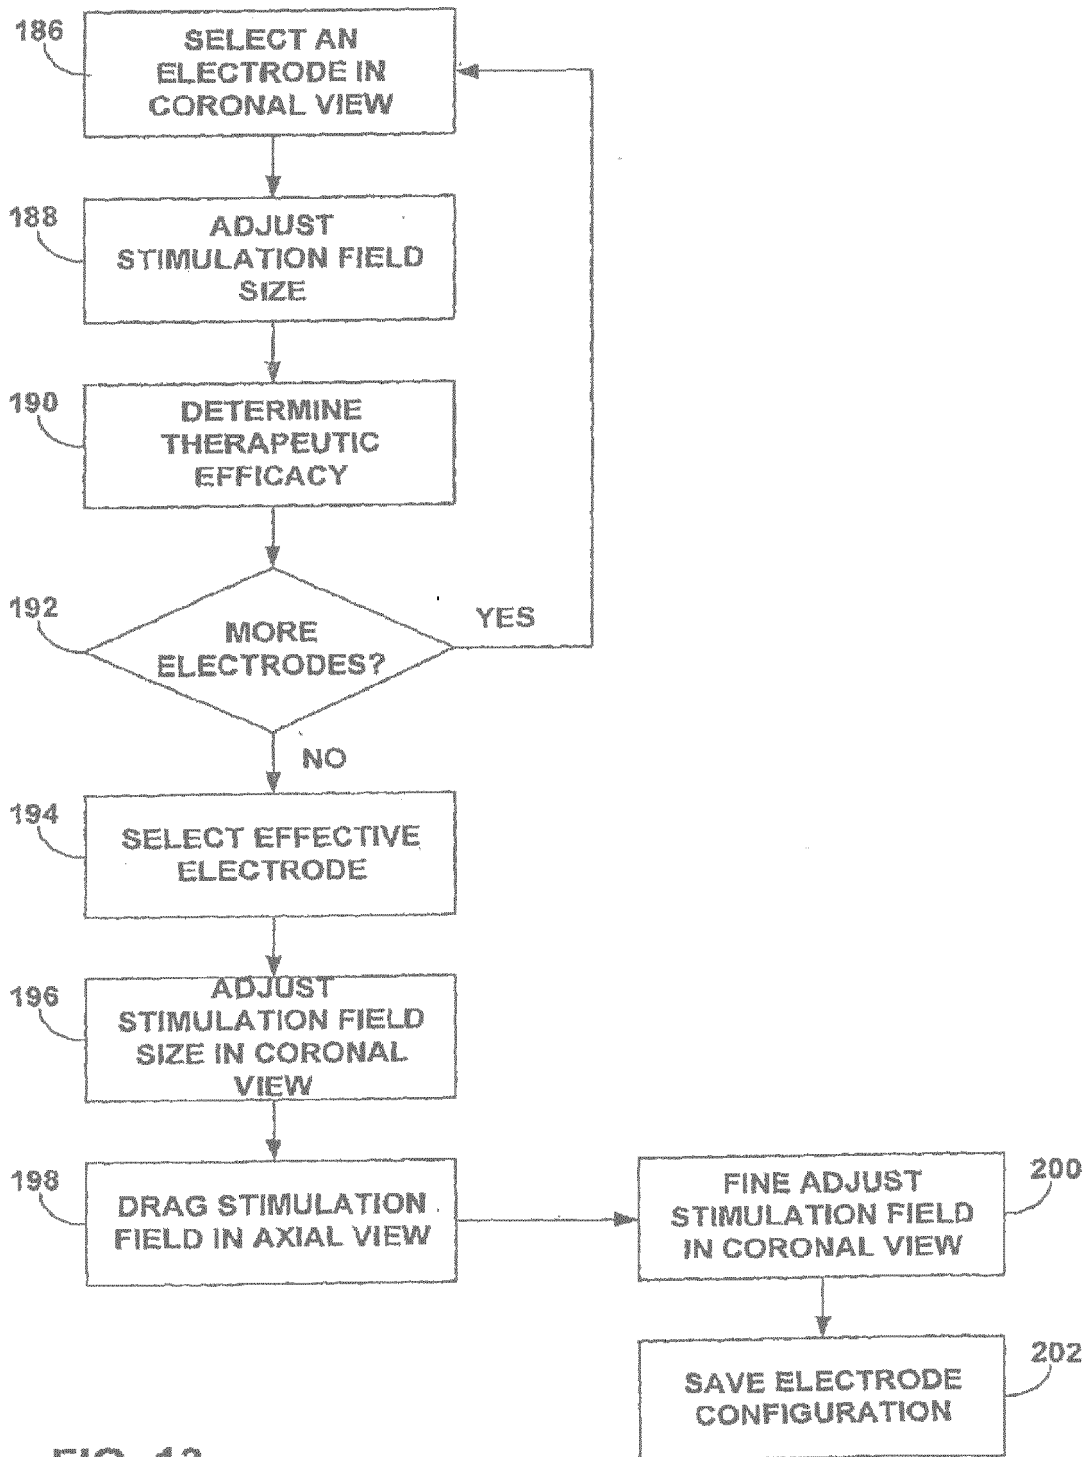 186
SELECT AN
ELECTRODE IN
CORONAL VIEW
188
ADJUST
STIMULATION FIELD
SIZE
190
DETERMINE
THERAPEUTIC
EFFICACY
192
MORE
ELECTRODES?
YES
NO
194
SELECT EFFECTIVE
ELECTRODE
196
ADJUST
STIMULATION FIELD
SIZE IN CORONAL
VIEW
198
DRAG STIMULATION
FIELD IN AXIAL VIEW
200
FINE ADJUST
STIMULATION FIELD
IN CORONAL VIEW
202
SAVE ELECTRODE
CONFIGURATION
FIG.